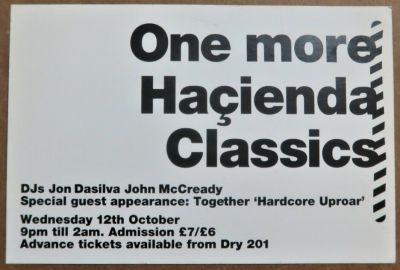 One more
Haçienda
Classics
DJs Jon Dasilva John McCready
Special guest appearance: Together 'Hardcore Uproar'
Wednesday 12th October
9pm till 2am. Admission £7/£6
Advance tickets available from Dry 201